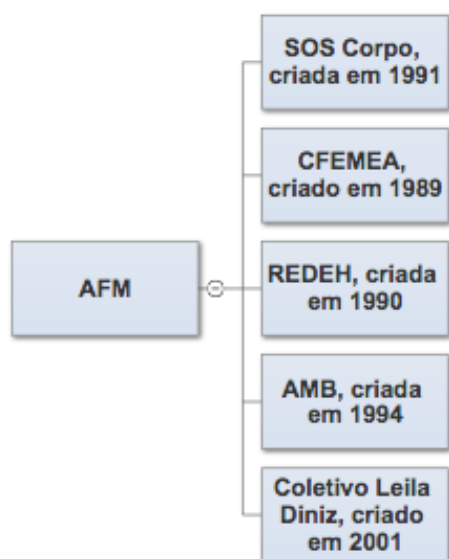 SOS Corpo,
criada em 1991
CFEMEA,
criado em 1989
AFM
REDEH, criada
em 1990
AMB, criada
em 1994
Coletivo Leila
Diniz, criado
em 2001